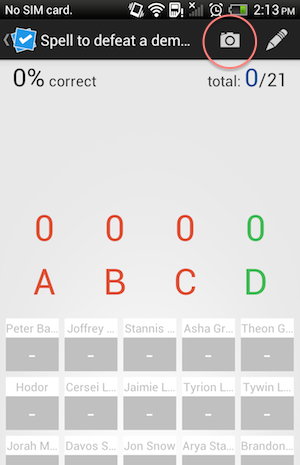 No SIM card. 2:13 PM
Spell to defeat a dem...
0% correct total: 0/21
0 0 0 0
A B C D
Peter Ba... Joffrey ... Stannis ... Asha Gr... Theon G...
- - - - -
Hodor Cersei L... Jaimie L... Tyrion L... Tywin L...
- - - - -
Jorah M... Davos S... Jon Snow Arya Sta... Brandon...
- - - - -